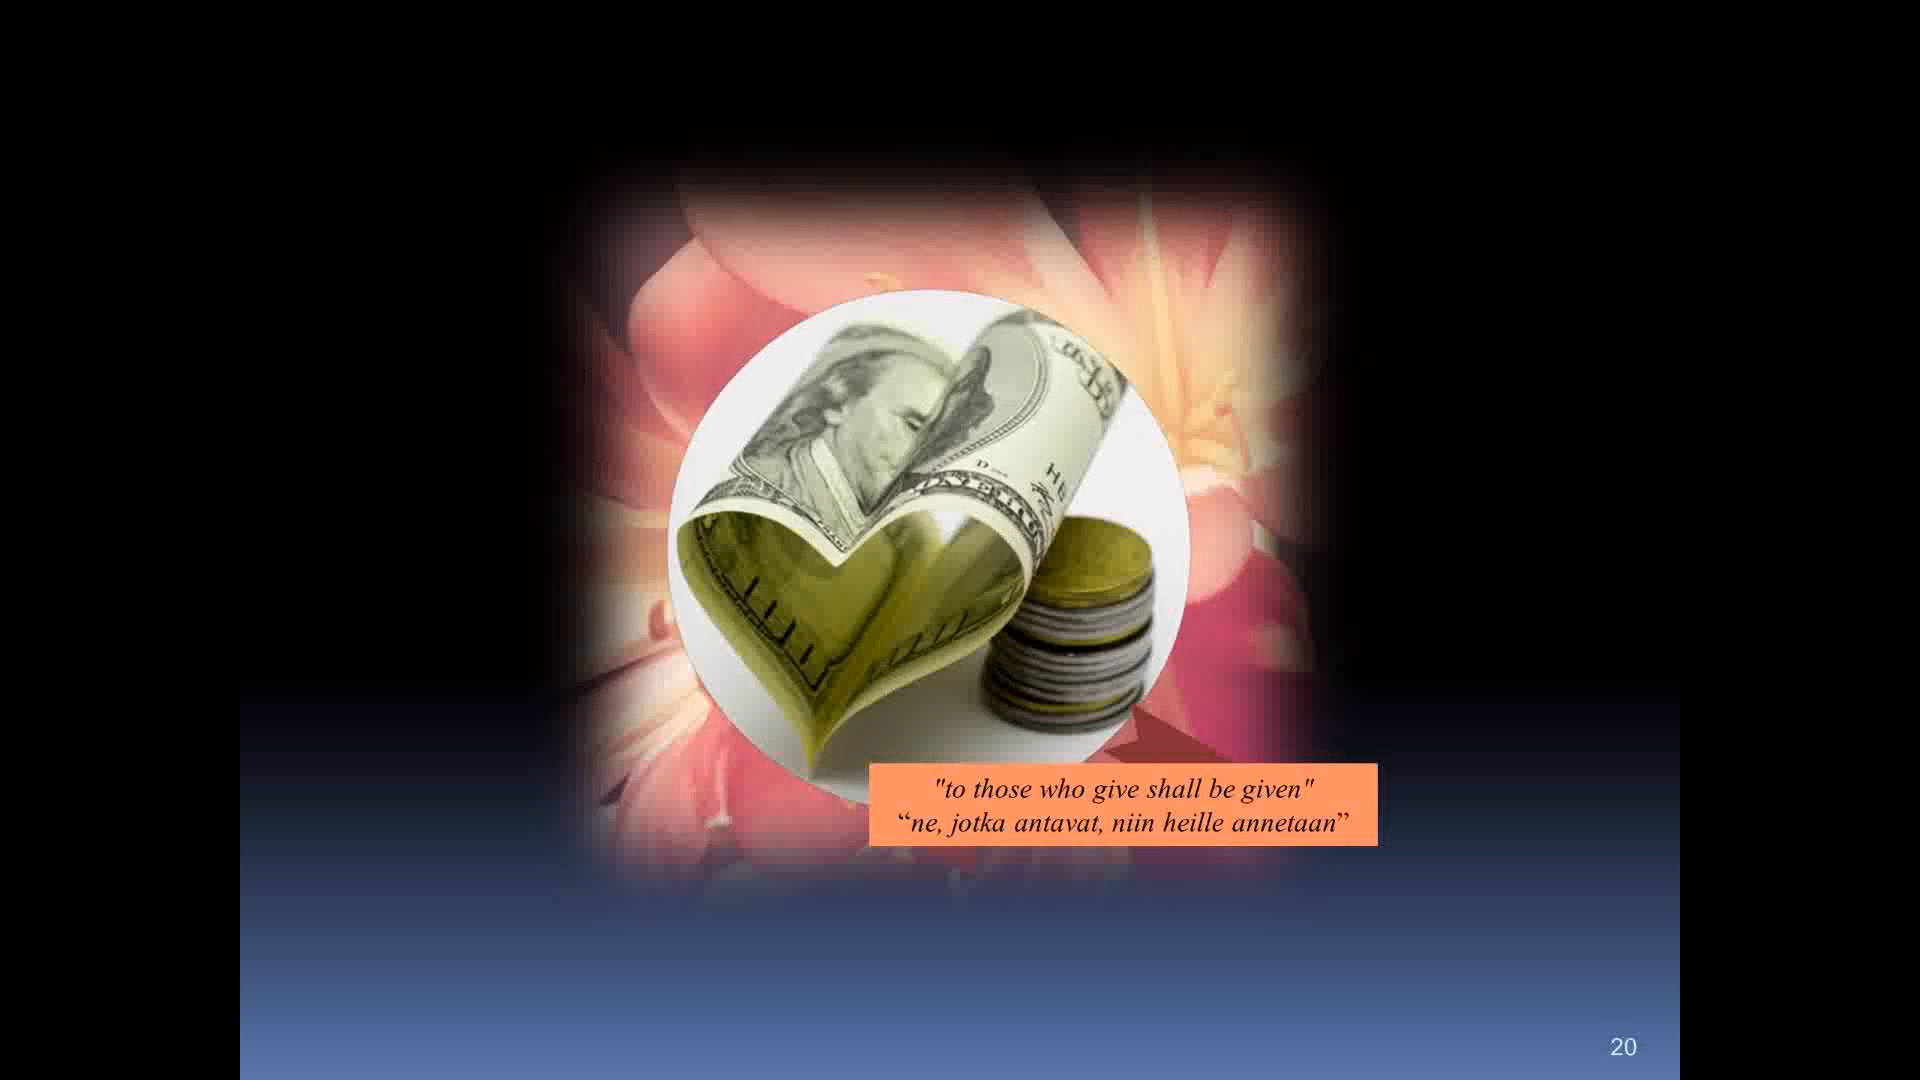 "to those who give shall be given"
“ne, jotka antavat, niin heille annetaan”
20